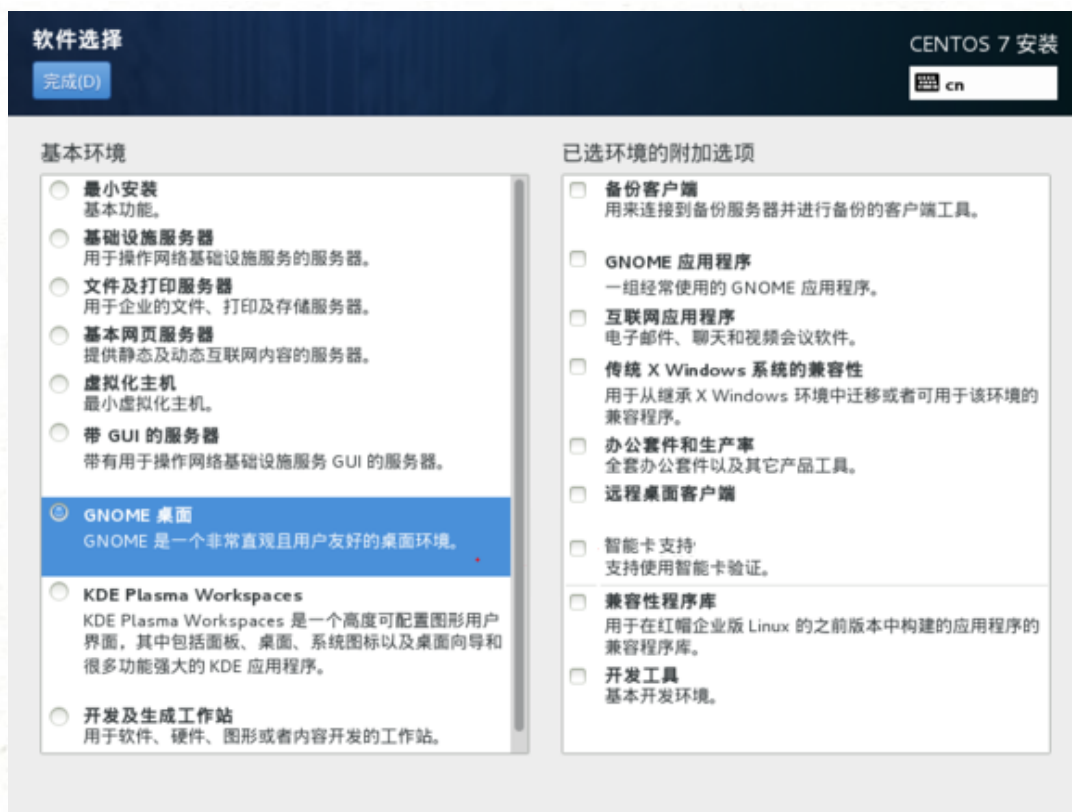 软件选择
CENTOS 7 安装
完成(D)
cn
基本环境
最小安装
基本功能。
基础设施服务器
用于操作网络基础设施服务的服务器。
文件及打印服务器
用于企业的文件、打印及存储服务器。
基本网页服务器
提供静态及动态互联网内容的服务器。
虚拟化主机
最小虚拟化主机。
带 GUI 的服务器
带有用于操作网络基础设施服务 GUI 的服务器。
GNOME 桌面
GNOME 是一个非常直观且用户友好的桌面环境。
KDE Plasma Workspaces
KDE Plasma Workspaces 是一个高度可配置图形用户
界面，其中包括面板、桌面、系统图标以及桌面向导和
很多功能强大的 KDE 应用程序。
开发及生成工作站
用于软件、硬件、图形或者内容开发的工作站。
已选环境的附加选项
备份客户端
用来连接到备份服务器并进行备份的客户端工具。
GNOME 应用程序
一组经常使用的 GNOME 应用程序。
互联网应用程序
电子邮件、聊天和视频会议软件。
传统 X Windows 系统的兼容性
用于从继承 X Windows 环境中迁移或者可用于该环境的
兼容程序。
办公套件和生产率
全套办公套件以及其它产品工具。
远程桌面客户端
智能卡支持
支持使用智能卡验证。
兼容性程序库
用于在红帽企业版 Linux 的之前版本中构建的应用程序的
兼容程序库。
开发工具
基本开发环境。